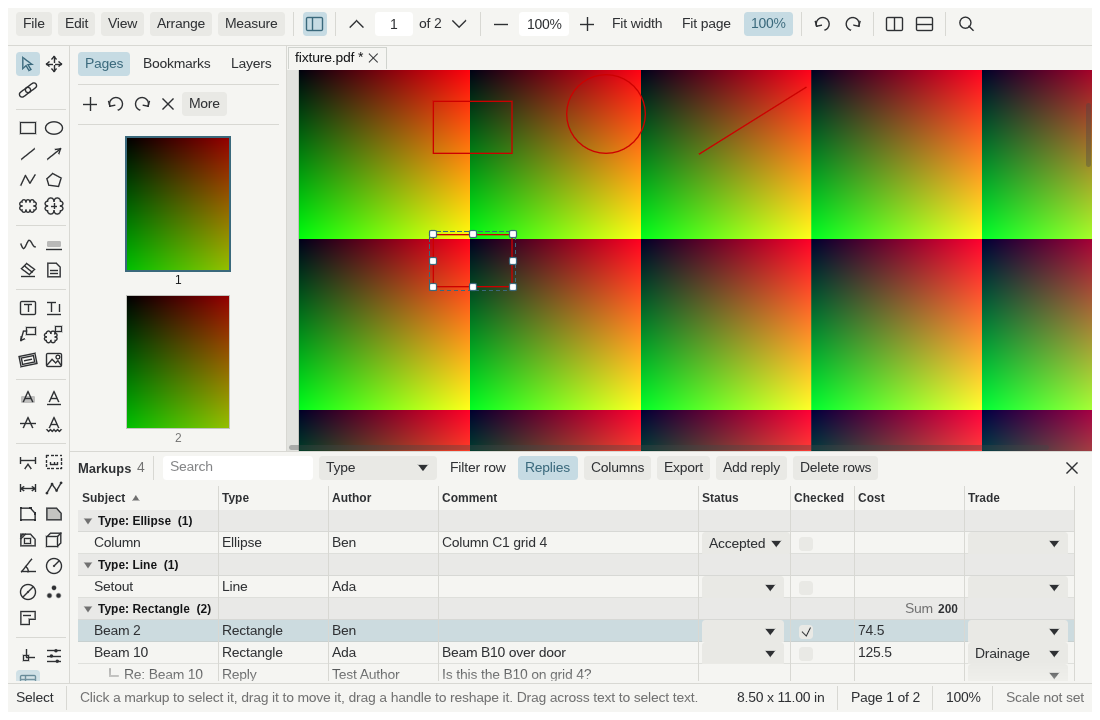 File Edit View Arrange Measure 1 of 2 100% Fit width Fit page 100%
Pages Bookmarks Layers
fixture.pdf *
More
1
2
Markups 4 Search Type Filter row Replies Columns Export Add reply Delete rows
Subject Type Author Comment Status Checked Cost Trade
Type: Ellipse (1)
Column Ellipse Ben Column C1 grid 4 Accepted
Type: Line (1)
Setout Line Ada
Type: Rectangle (2) Sum 200
Beam 2 Rectangle Ben 74.5
Beam 10 Rectangle Ada Beam B10 over door 125.5 Drainage
Re: Beam 10 Reply Test Author Is this the B10 on grid 4?
Select Click a markup to select it, drag it to move it, drag a handle to reshape it. Drag across text to select text. 8.50 x 11.00 in Page 1 of 2 100% Scale not set